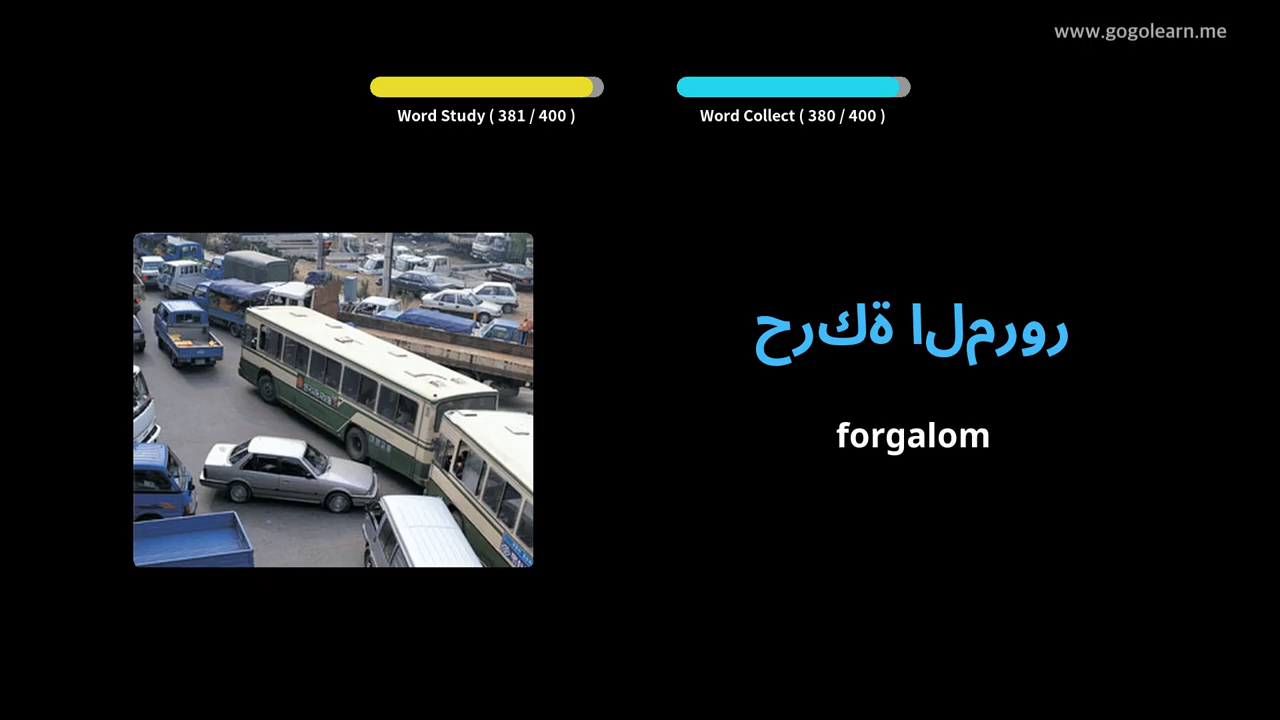 www.gogolearn.me
Word Study ( 381 / 400 )
Word Collect ( 380 / 400 )
حركة المرور
forgalom